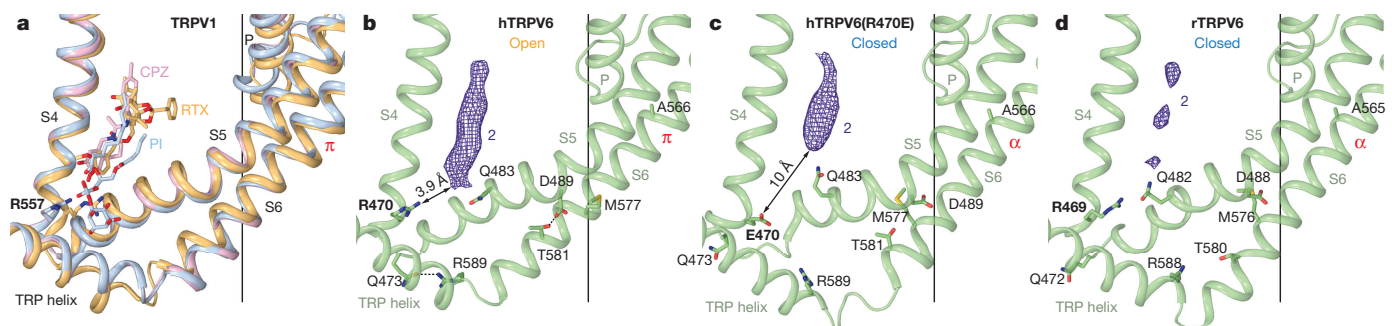 a
TRPV1
P
CPZ
RTX
S4
S5
PI
π
R557
S6
TRP helix
b
hTRPV6
Open
P
S4
A566
2
S5
π
3.9 Å
Q483
D489
S6
R470
M577
T581
Q473
R589
TRP helix
c
hTRPV6(R470E)
Closed
P
S4
A566
2
S5
α
10 Å
Q483
S6
M577
D489
E470
T581
Q473
R589
TRP helix
d
rTRPV6
Closed
P
2
S4
A565
S5
α
Q482
D488
S6
R469
M576
T580
Q472
R588
TRP helix